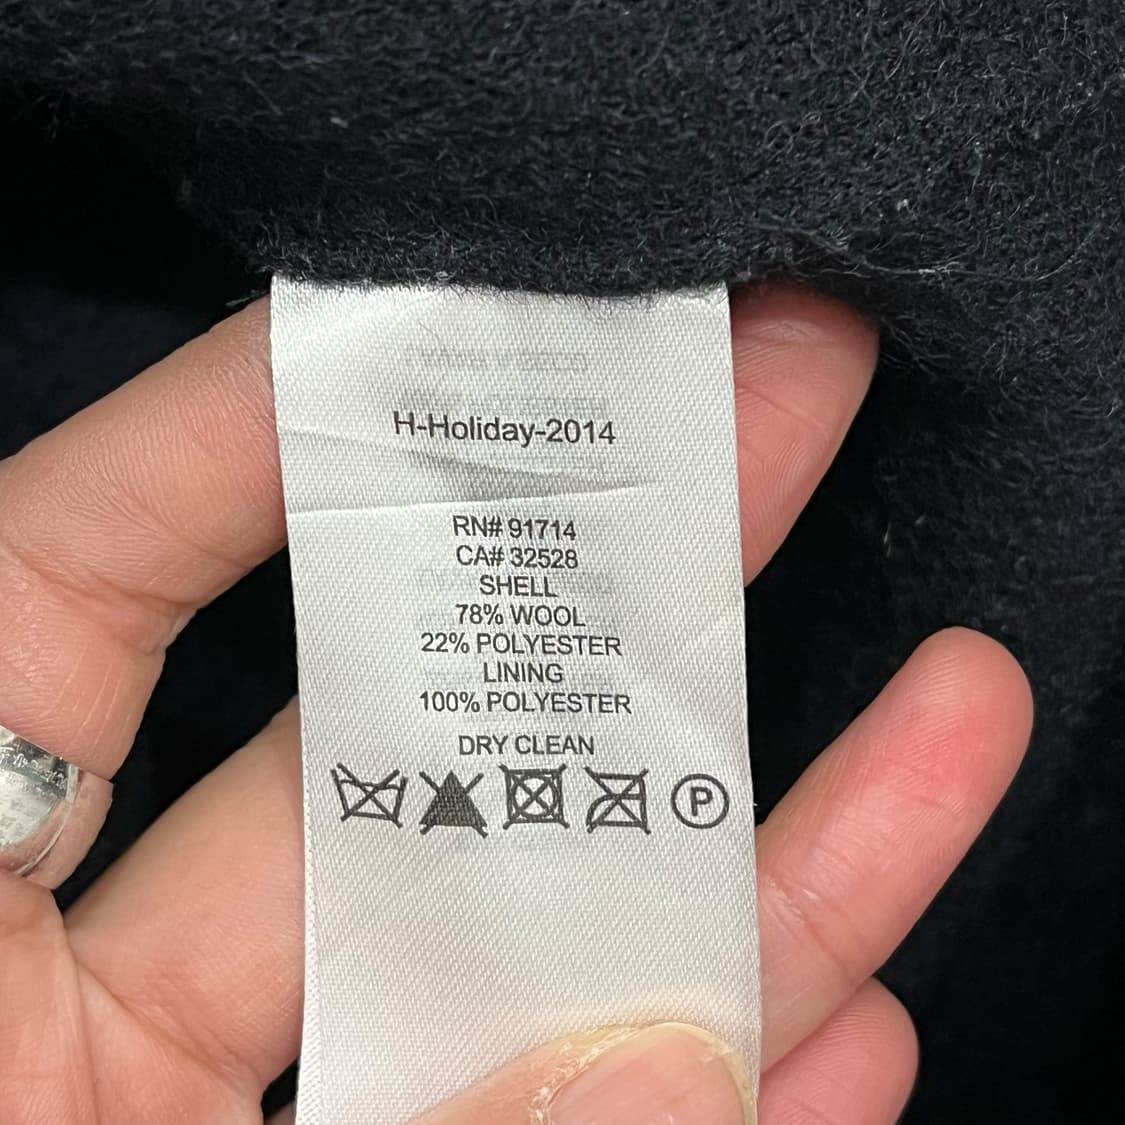 H-Holiday-2014
RN# 91714
CA# 32528
SHELL
78% WOOL
22% POLYESTER
LINING
100% POLYESTER
DRY CLEAN
P